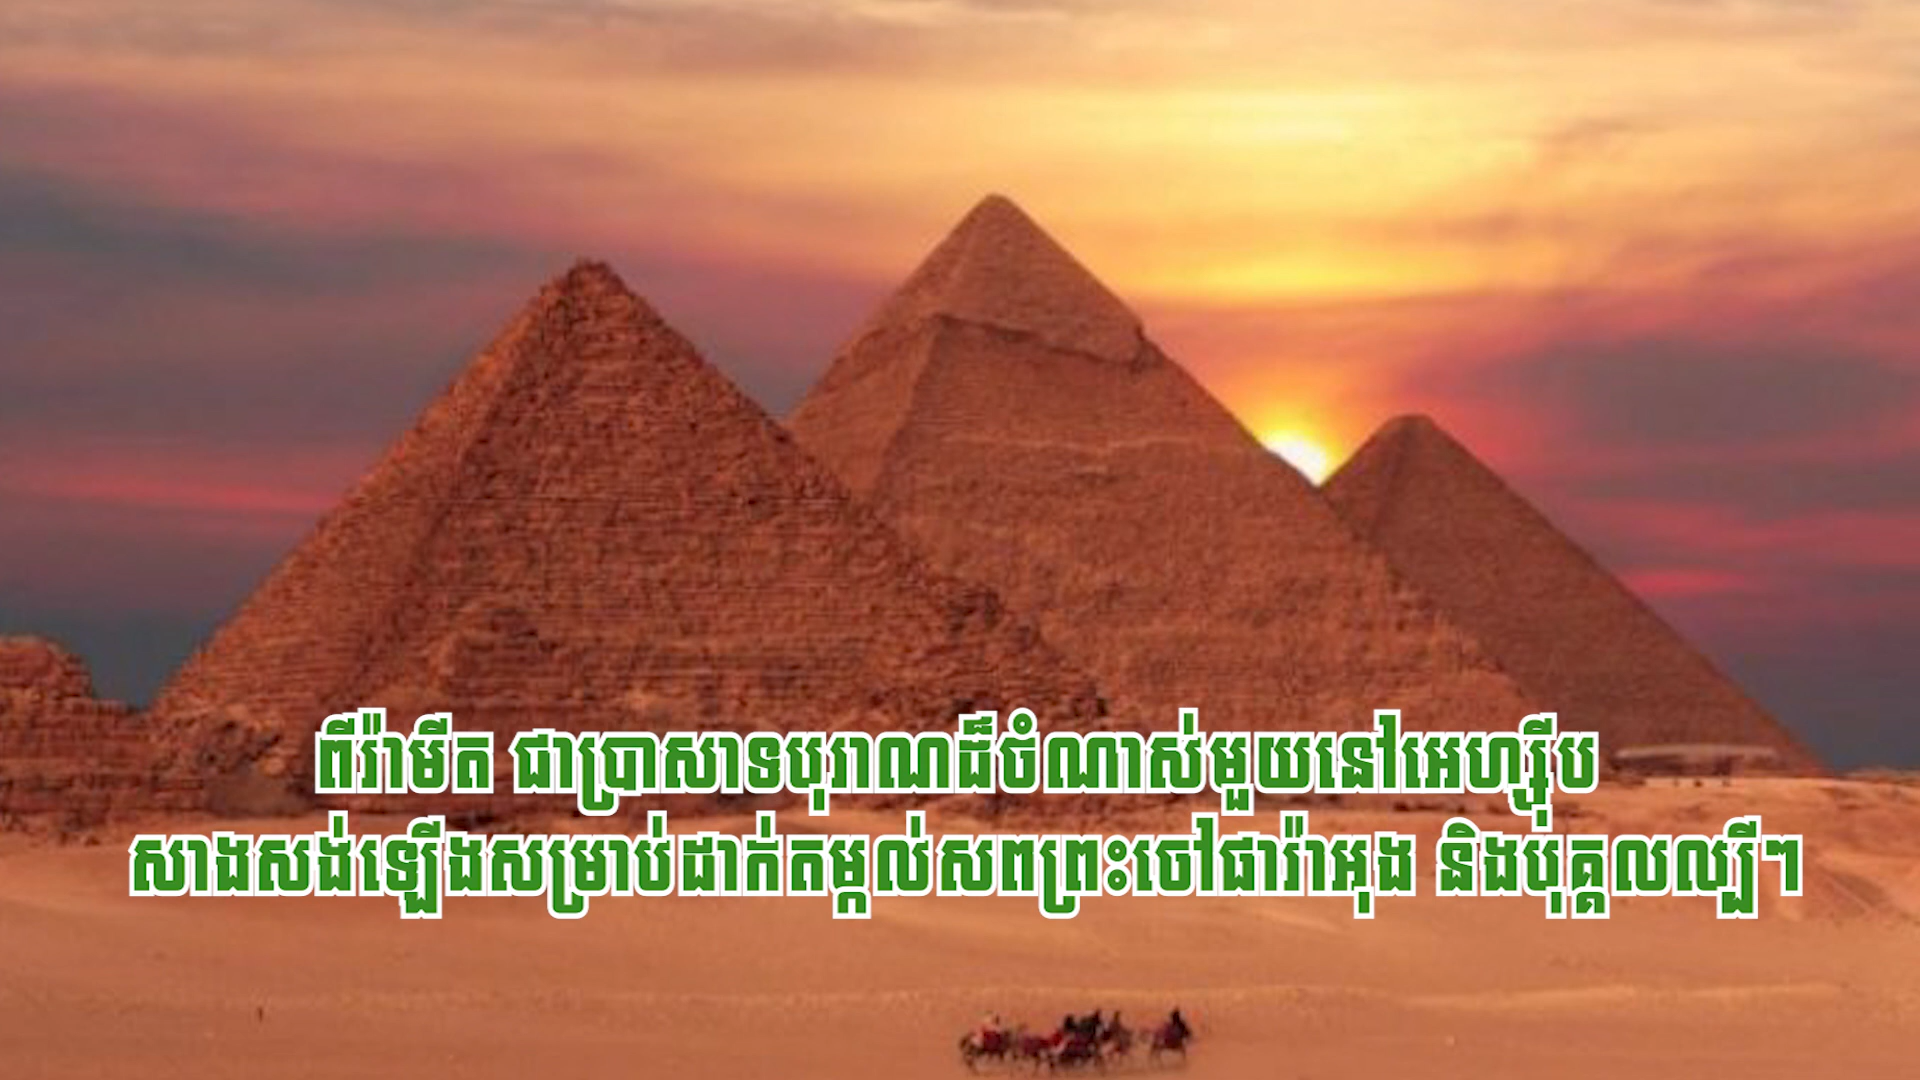 ពីរ៉ាមីត ជាប្រាសាទបុរាណដ៏ចំណាស់មួយនៅអេហ្ស៊ីប
សាងសង់ឡើងសម្រាប់ដាក់តម្កល់សពព្រះចៅផារ៉ាអុង និងបុគ្គលល្បីៗ